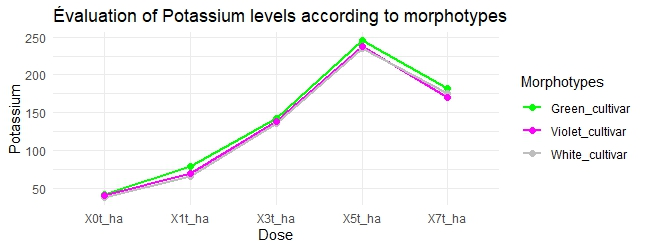 Évaluation of Potassium levels according to morphotypes
250
200
150
100
50
Potassium
X0t_ha X1t_ha X3t_ha X5t_ha X7t_ha
Dose
Morphotypes
Green_cultivar
Violet_cultivar
White_cultivar